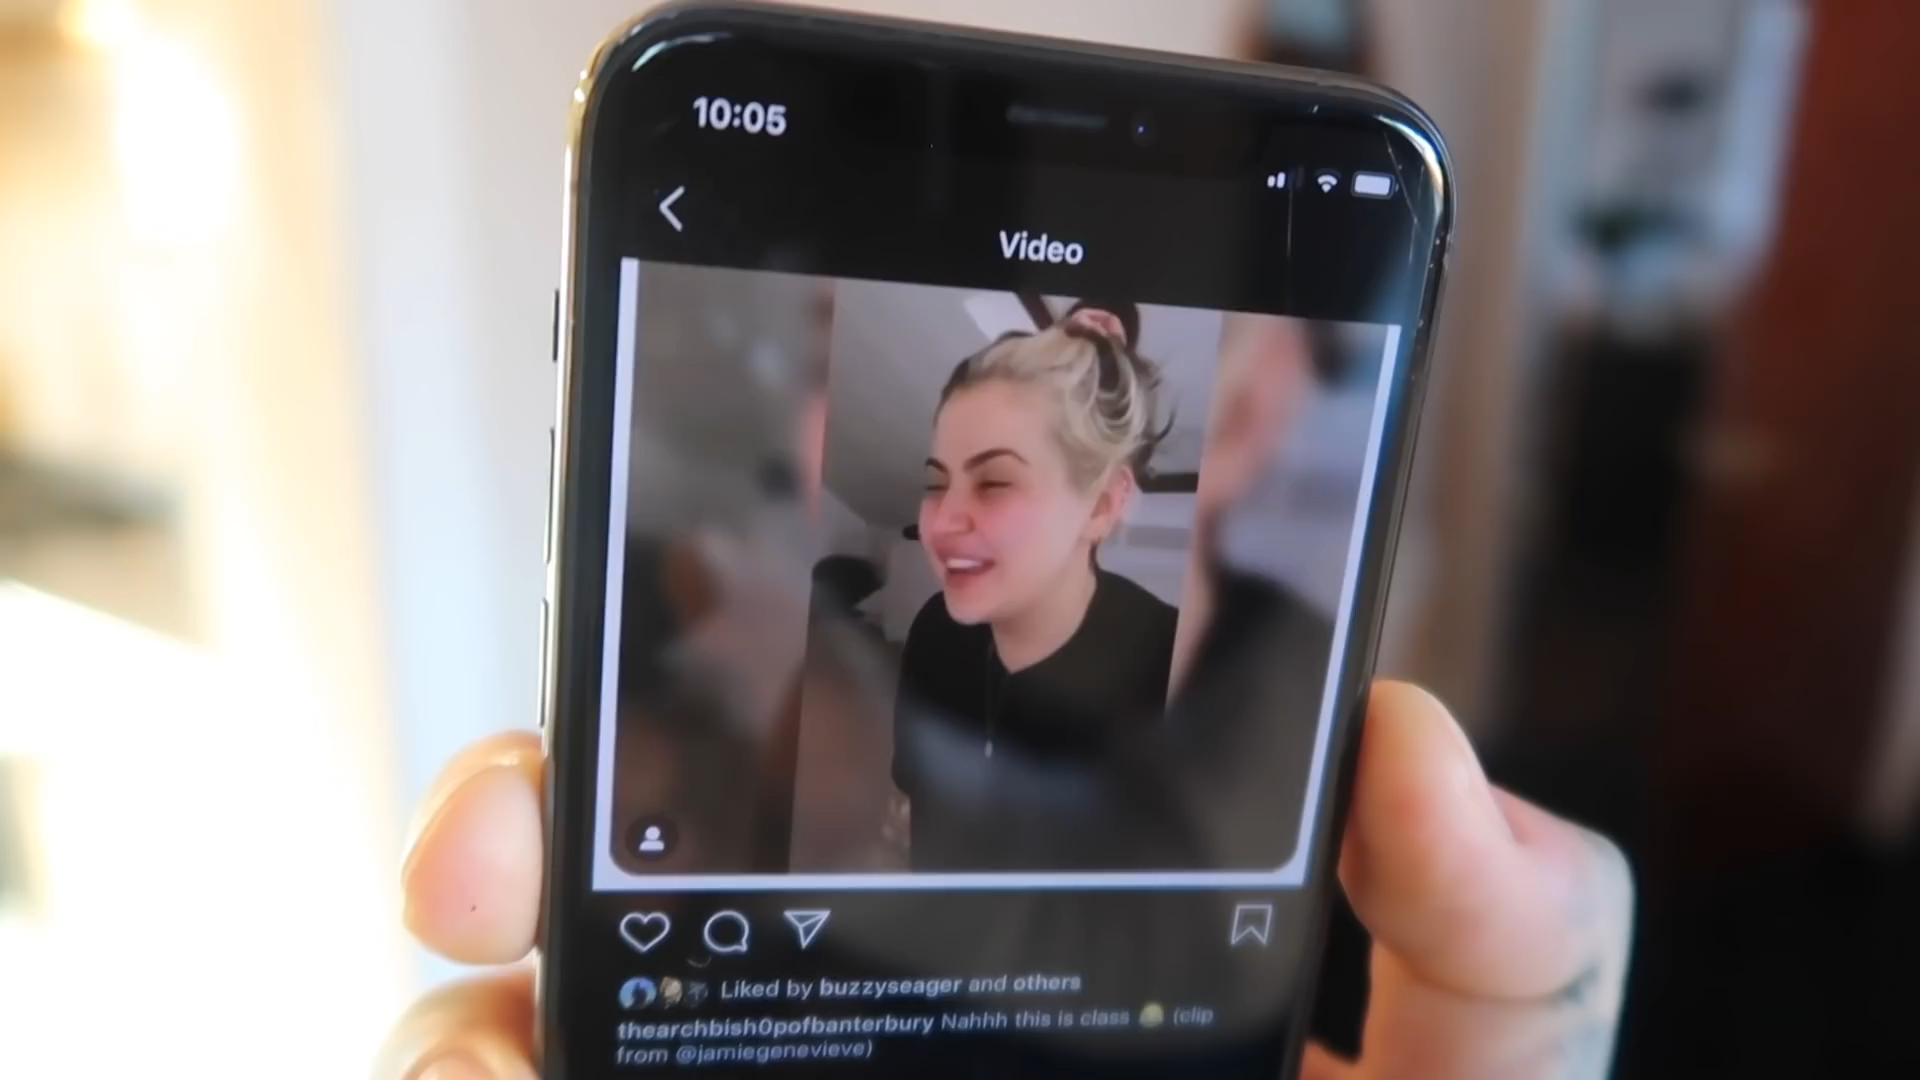 10:05
Video
Liked by buzzyseager and others
thearchbish0pofbanterbury Nahhh this is class 😂 (clip
from @jamiegenevieve)